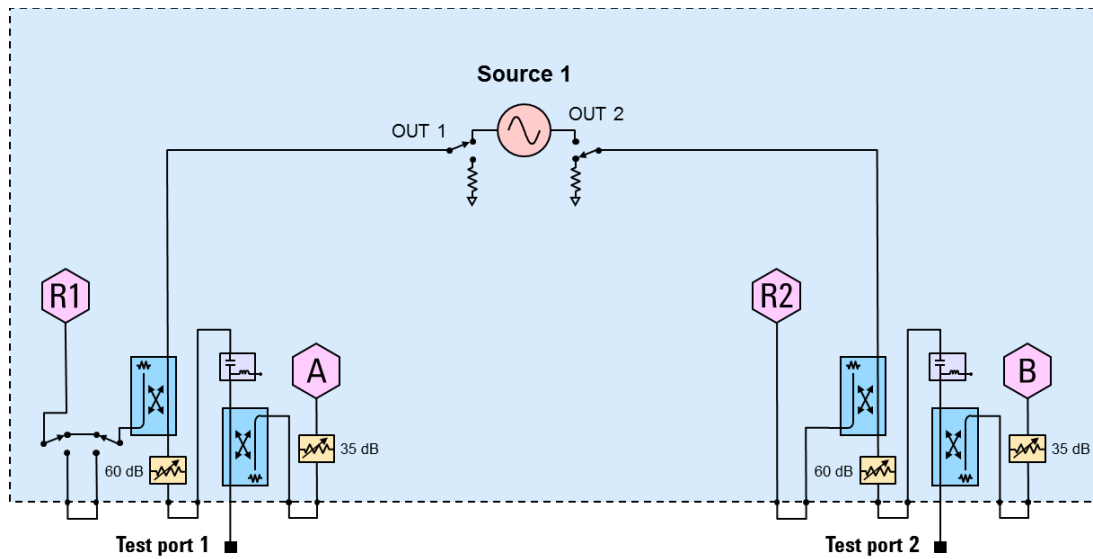 Source 1
OUT 1
OUT 2
R1
R2
A
B
35 dB
35 dB
60 dB
60 dB
Test port 1
Test port 2